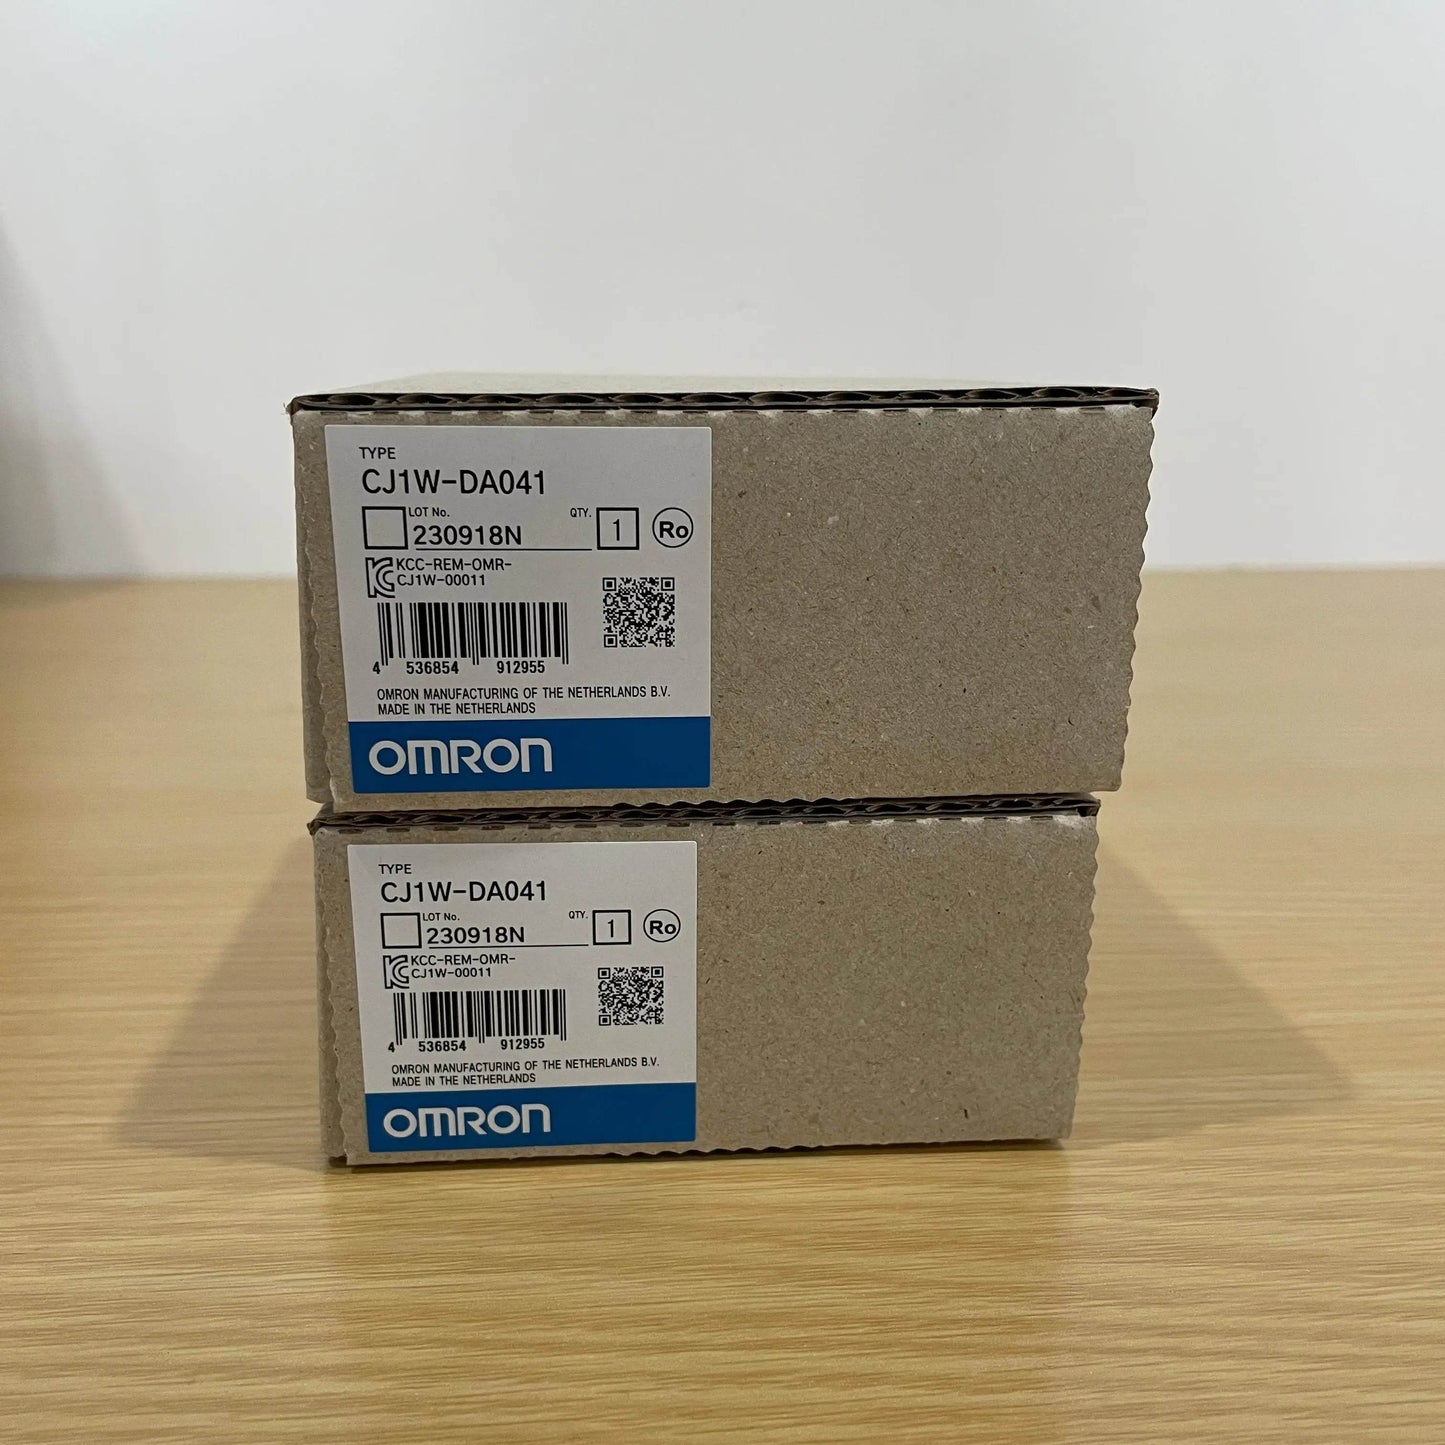 TYPE
CJ1W-DA041
LOT No. QTY.
230918N 1 Ro
KCC-REM-OMR-
CJ1W-00011
4 536854 912955
OMRON MANUFACTURING OF THE NETHERLANDS B.V.
MADE IN THE NETHERLANDS
OMRON
TYPE
CJ1W-DA041
LOT No. QTY.
230918N 1 Ro
KCC-REM-OMR-
CJ1W-00011
4 536854 912955
OMRON MANUFACTURING OF THE NETHERLANDS B.V.
MADE IN THE NETHERLANDS
OMRON